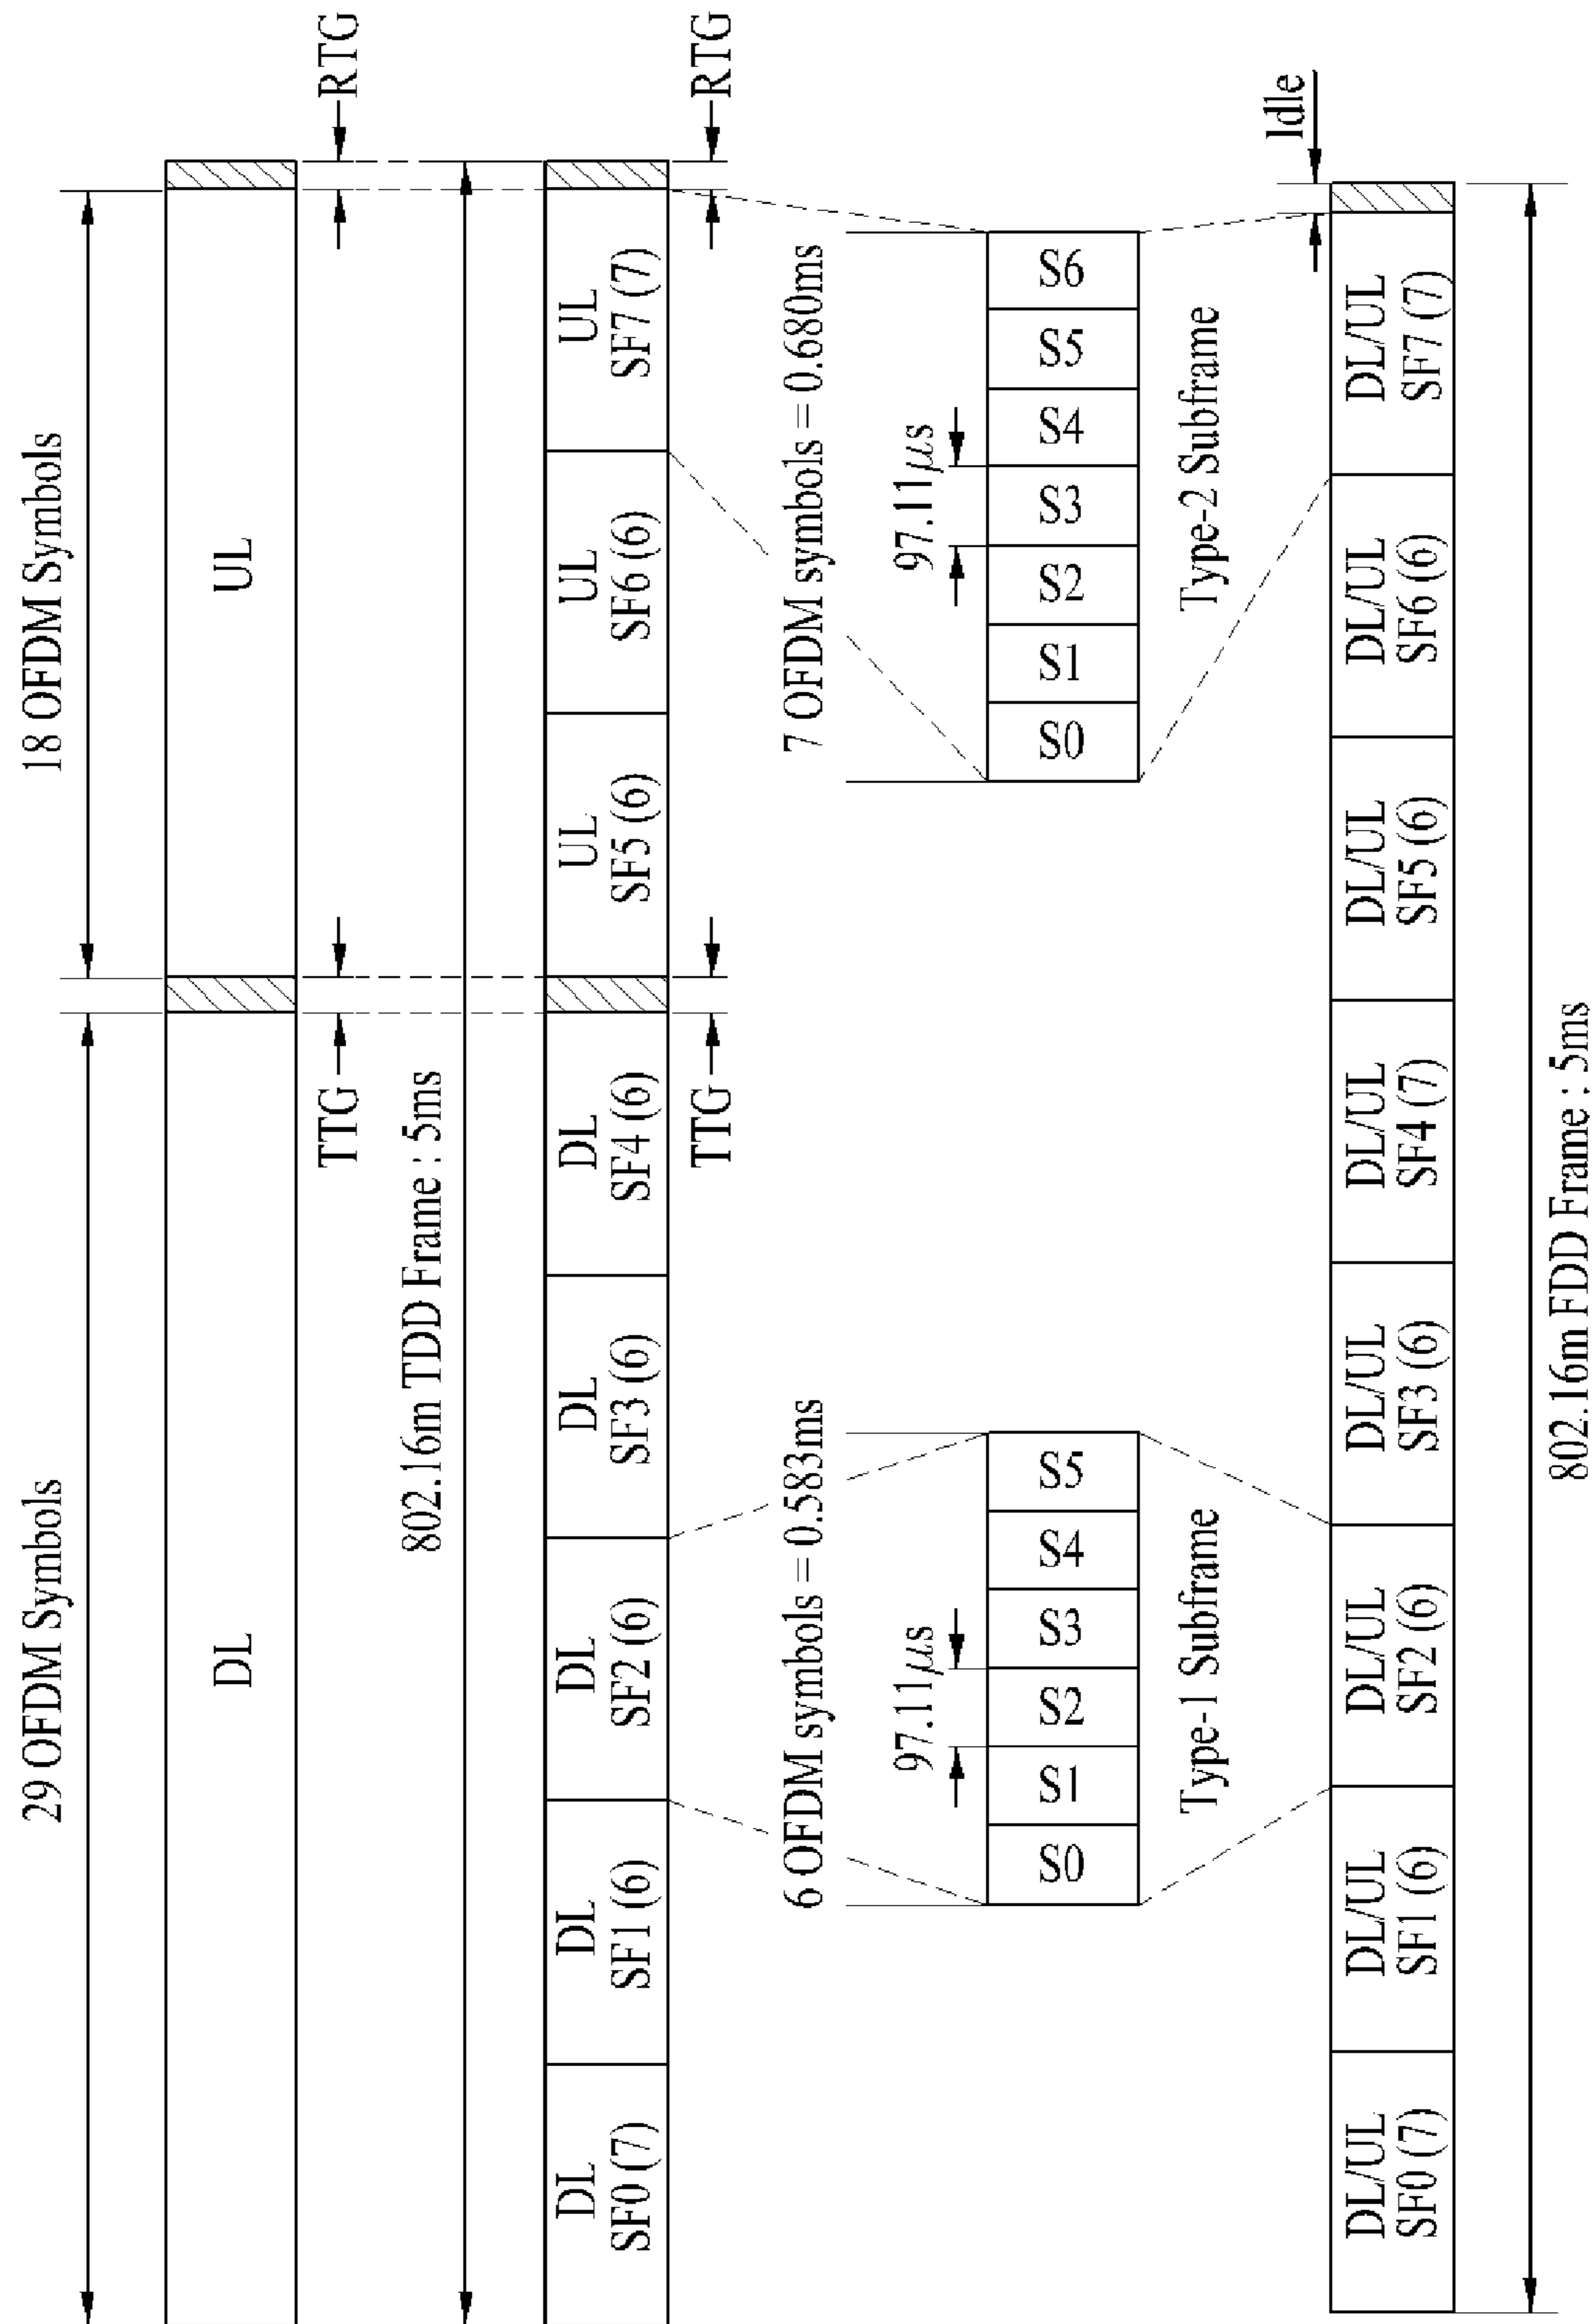 29 OFDM Symbols
18 OFDM Symbols
DL
UL
TTG
RTG
802.16m TDD Frame : 5ms
DL
SF0 (7)
DL
SF1 (6)
DL
SF2 (6)
DL
SF3 (6)
DL
SF4 (6)
UL
SF5 (6)
UL
SF6 (6)
UL
SF7 (7)
TTG
RTG
6 OFDM symbols = 0.583ms
7 OFDM symbols = 0.680ms
97.11μs
97.11μs
S0
S1
S2
S3
S4
S5
S0
S1
S2
S3
S4
S5
S6
Type-1 Subframe
Type-2 Subframe
Idle
DL/UL
SF0 (7)
DL/UL
SF1 (6)
DL/UL
SF2 (6)
DL/UL
SF3 (6)
DL/UL
SF4 (7)
DL/UL
SF5 (6)
DL/UL
SF6 (6)
DL/UL
SF7 (7)
802.16m FDD Frame : 5ms